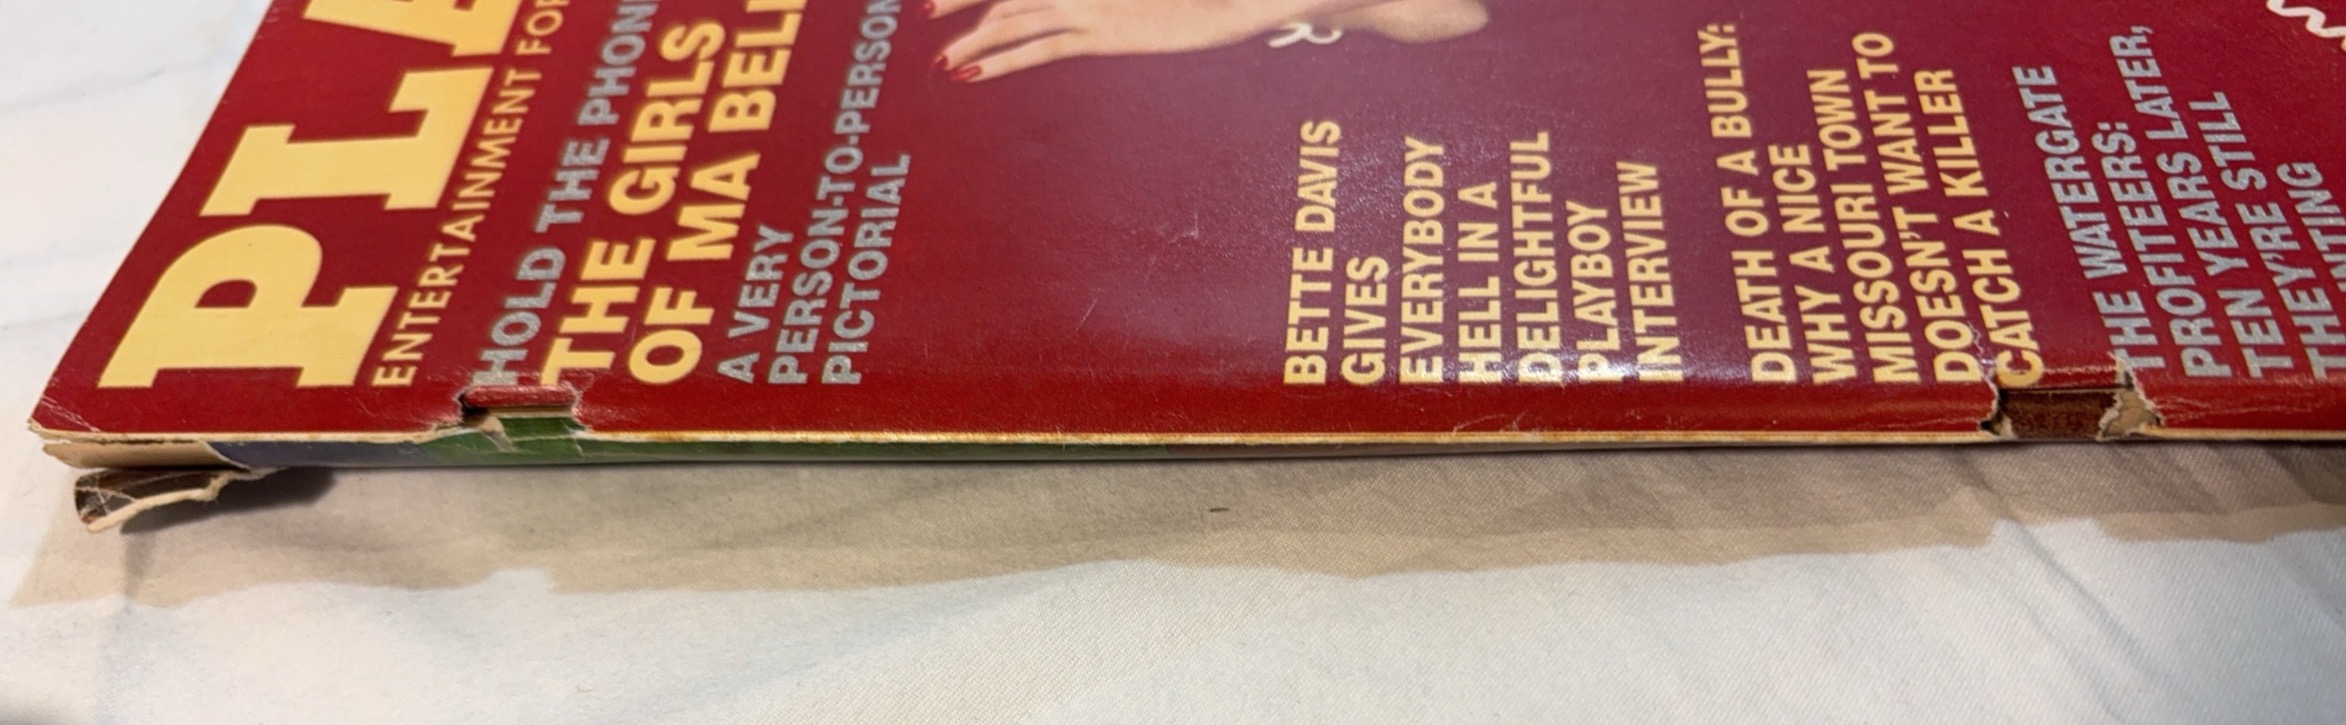 PLA
ENTERTAINMENT FOR
HOLD THE PHONE
THE GIRLS
OF MA BELL
A VERY
PERSON-TO-PERSON
PICTORIAL
BETTE DAVIS
GIVES
EVERYBODY
HELL IN A
DELIGHTFUL
PLAYBOY
INTERVIEW
DEATH OF A BULLY:
WHY A NICE
MISSOURI TOWN
DOESN'T WANT TO
CATCH A KILLER
THE WATERGATE
PROFITEERS:
TEN YEARS LATER,
THEY'RE STILL